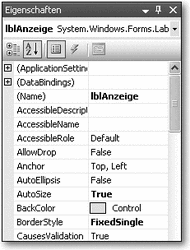 Eigenschaften
lblAnzeige System.Windows.Forms.Lab
(ApplicationSetting
(DataBindings)
(Name) lblAnzeige
AccessibleDescript
AccessibleName
AccessibleRole Default
AllowDrop False
Anchor Top, Left
AutoEllipsis False
AutoSize True
BackColor Control
BorderStyle FixedSingle
CausesValidation True